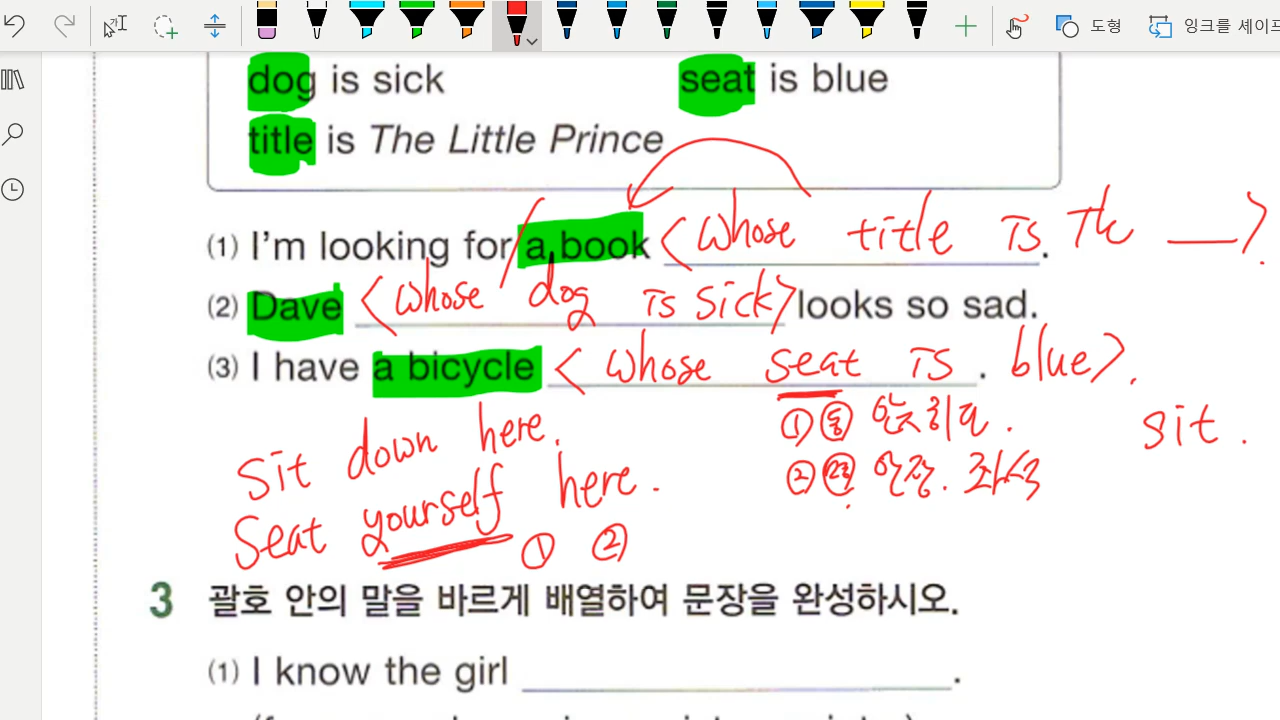 도형 잉크를 셰이프
dog is sick seat is blue
title is The Little Prince
(1) I'm looking for a book <whose title is The ___>.
(2) Dave <whose dog is sick> looks so sad.
(3) I have a bicycle <whose seat is . blue>.
① 동 앉히다. sit.
② 명 안장. 좌석
Sit down here.
Seat yourself here.
① ②
3 괄호 안의 말을 바르게 배열하여 문장을 완성하시오.
(1) I know the girl ___.